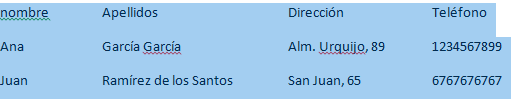 nombre Apellidos Dirección Teléfono
Ana García García Alm. Urquijo, 89 1234567899
Juan Ramírez de los Santos San Juan, 65 6767676767